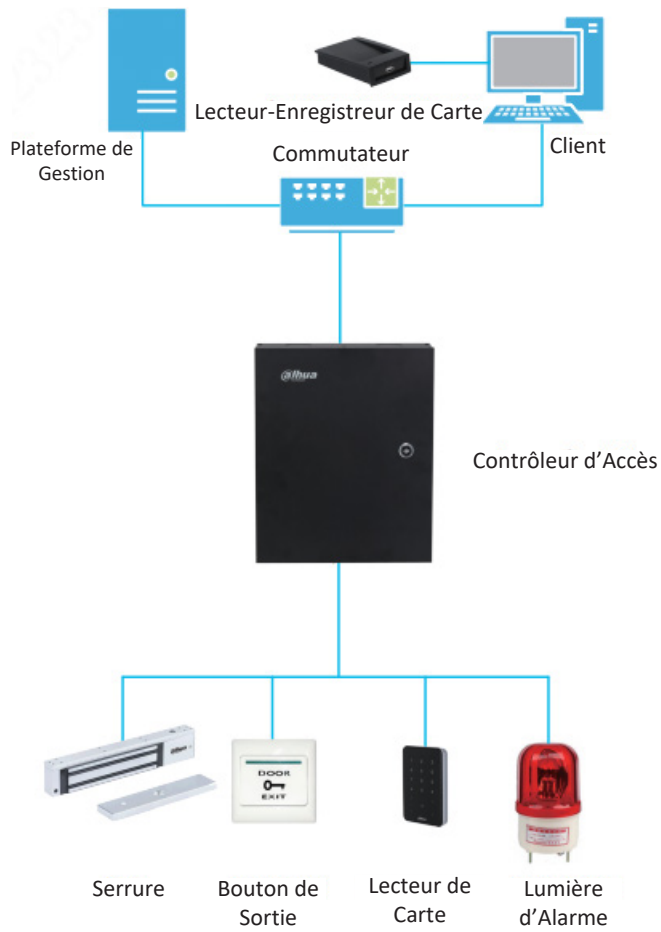 Lecteur-Enregistreur de Carte
Plateforme de
Gestion
Commutateur
Client
alhua
Contrôleur d’Accès
alhua
DOOR
EXIT
Serrure
Bouton de
Sortie
Lecteur de
Carte
Lumière
d’Alarme